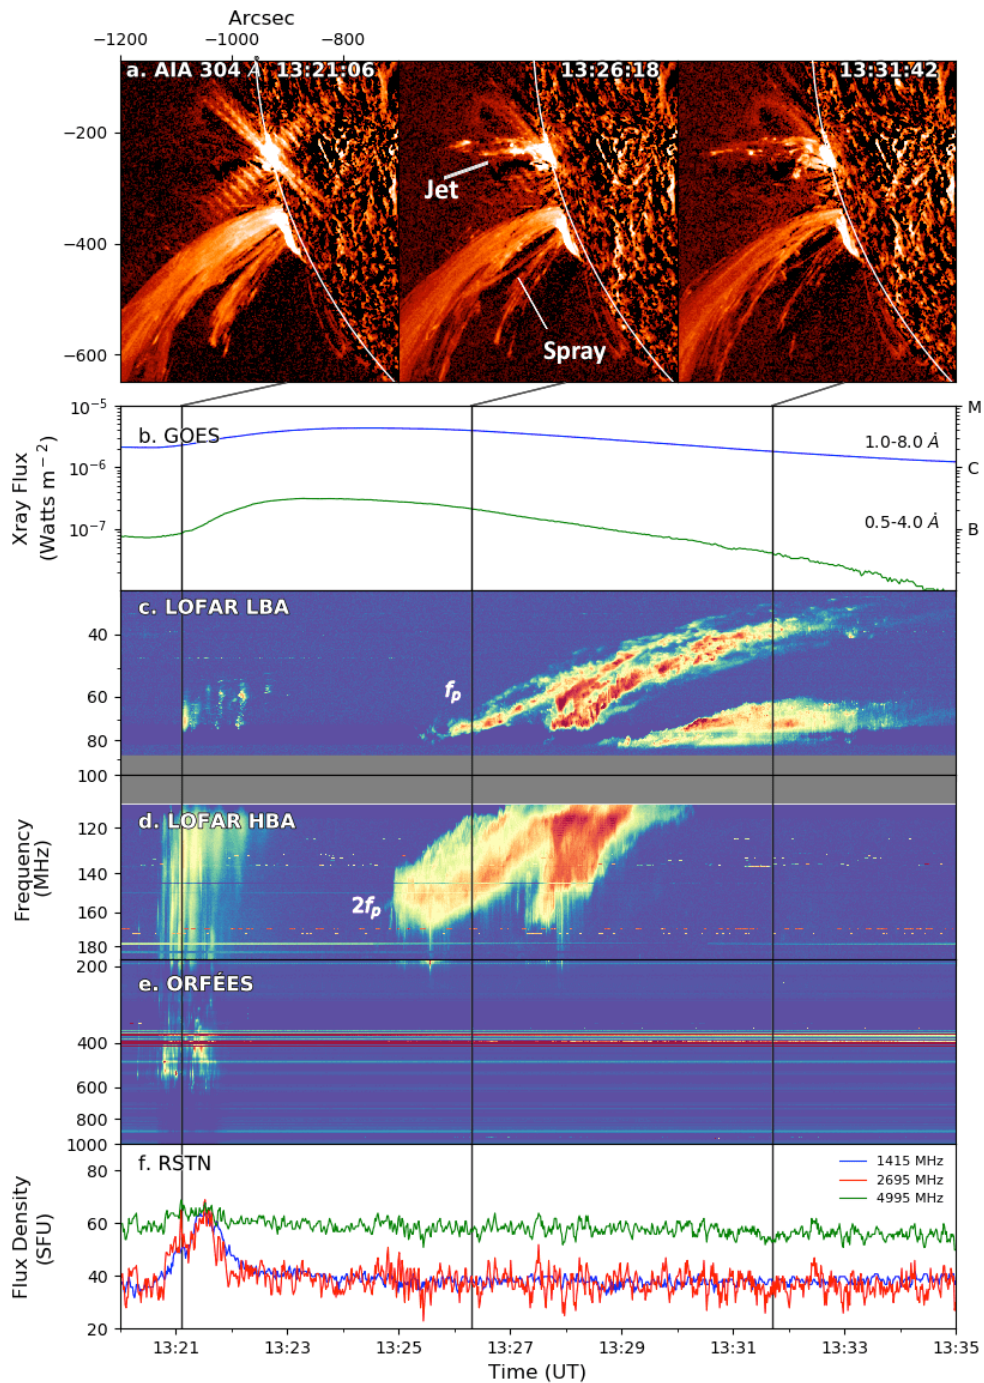 Arcsec
−1200 −1000 −800
a. AIA 304 Å 13:21:06 13:26:18 13:31:42
−200
Jet
−400
Spray
−600
10⁻⁵ M
b. GOES
1.0-8.0 Å
10⁻⁶ C
Xray Flux
(Watts m⁻²)
0.5-4.0 Å
10⁻⁷ B
c. LOFAR LBA
40
60 fₚ
80
100
d. LOFAR HBA
120
140
160 2fₚ
180
Frequency
(MHz)
200
e. ORFÉES
400
600
800
1000
f. RSTN
1415 MHz
2695 MHz
4995 MHz
80
60
40
20
Flux Density
(SFU)
13:21 13:23 13:25 13:27 13:29 13:31 13:33 13:35
Time (UT)